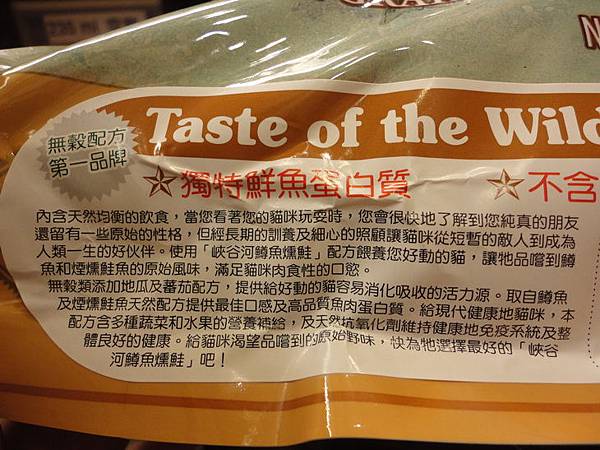 220 ml
GRAI
N
無穀配方
第一品牌
Taste of the Wild
☆獨特鮮魚蛋白質 ☆不含
內含天然均衡的飲食，當您看著您的貓咪玩耍時，您會很快地了解到您純真的朋友
還留有一些原始的性格，但經長期的訓養及細心的照顧讓貓咪從短暫的敵人到成為
人類一生的好伙伴。使用「峽谷河鱒魚燻鮭」配方餵養您好動的貓，讓牠品嚐到鱒
魚和煙燻鮭魚的原始風味，滿足貓咪肉食性的口慾。
無穀類添加地瓜及蕃茄配方，提供給好動的貓容易消化吸收的活力源。取自鱒魚
及煙燻鮭魚天然配方提供最佳口感及高品質魚肉蛋白質。給現代健康地貓咪，本
配方含多種蔬菜和水果的營養補給，及天然抗氧化劑維持健康地免疫系統及整
體良好的健康。給貓咪渴望品嚐到的原始野味，快為牠選擇最好的「峽谷
河鱒魚燻鮭」吧！